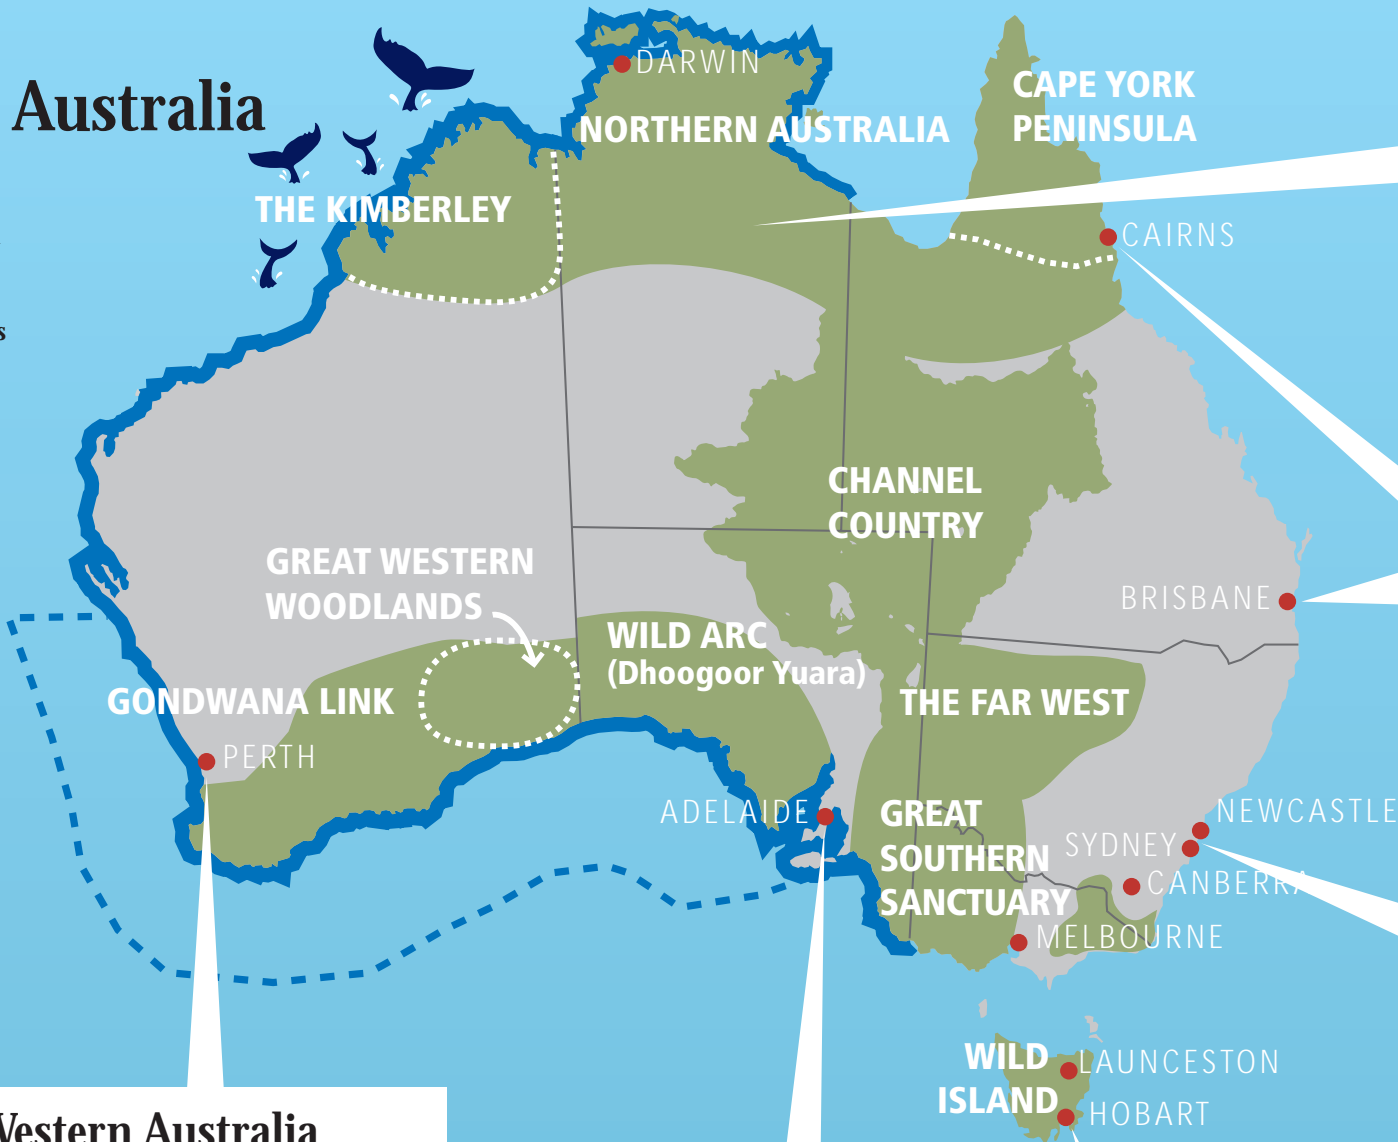 Australia
DARWIN
CAPE YORK
PENINSULA
NORTHERN AUSTRALIA
THE KIMBERLEY
CAIRNS
s
CHANNEL
COUNTRY
GREAT WESTERN
WOODLANDS
BRISBANE
WILD ARC
(Dhoogoor Yuara)
GONDWANA LINK
THE FAR WEST
PERTH
ADELAIDE
GREAT
SOUTHERN
SANCTUARY
NEWCASTLE
SYDNEY
CANBERRA
MELBOURNE
WILD
ISLAND
LAUNCESTON
HOBART
Western Australia